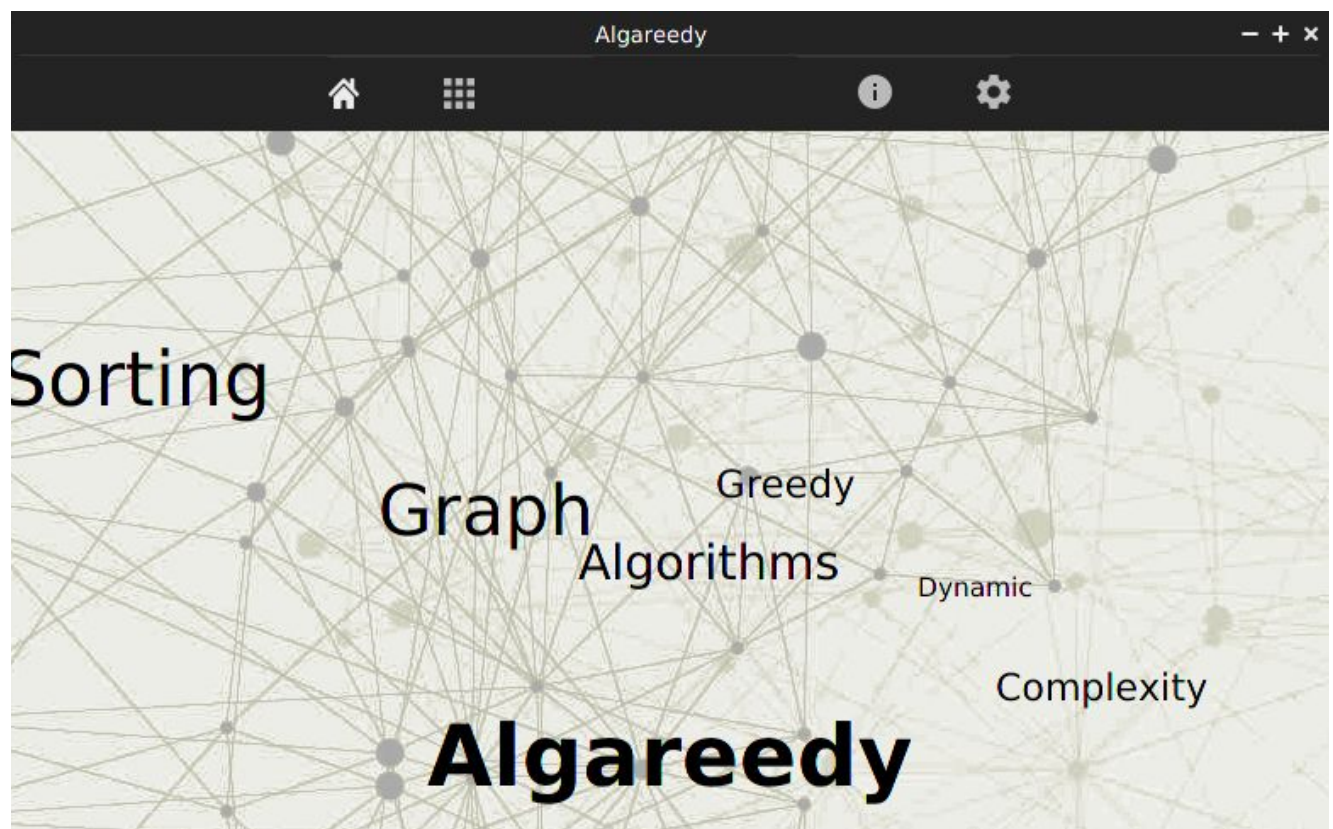 Algareedy
Sorting
Greedy
Graph
Algorithms
Dynamic
Complexity
Algareedy